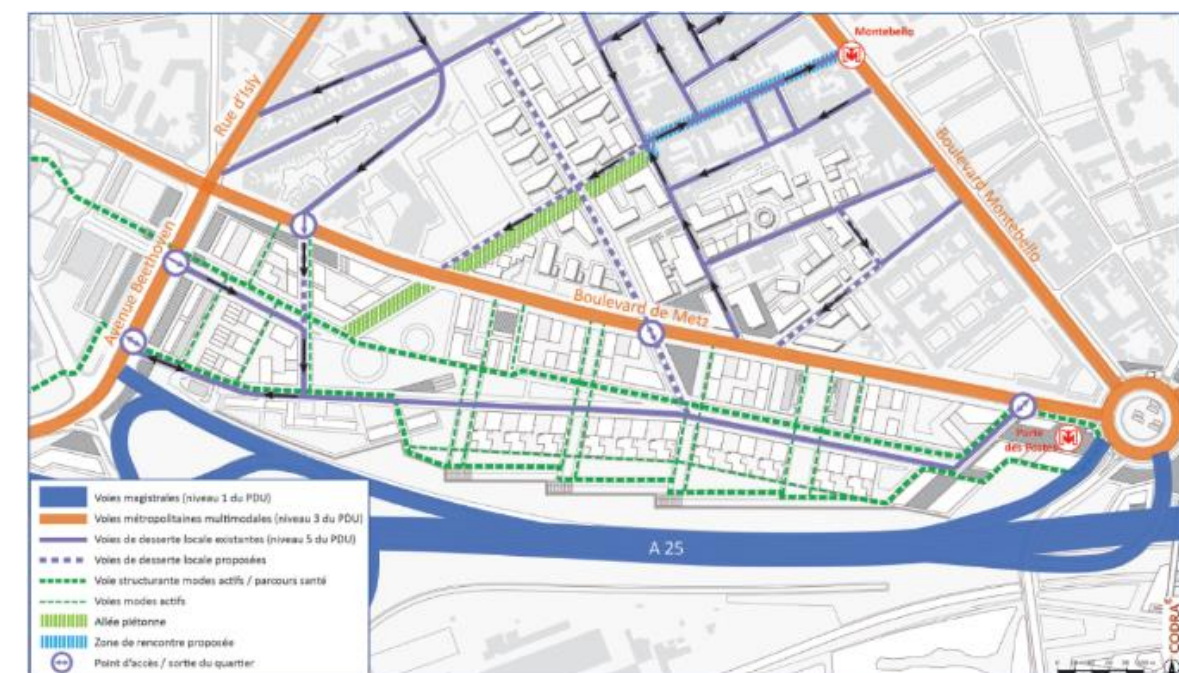 Montebello
Rue d'Isly
Boulevard Montebello
Avenue Beethoven
Boulevard de Metz
Porte
des Postes
A 25
Voies magistrales (niveau 1 du PDU)
Voies métropolitaines multimodales (niveau 3 du PDU)
Voies de desserte locale existantes (niveau 5 du PDU)
Voies de desserte locale proposées
Voie structurante modes actifs / parcours santé
Voies modes actifs
Allée piétonne
Zone de rencontre proposée
Point d'accès / sortie du quartier
CODRA